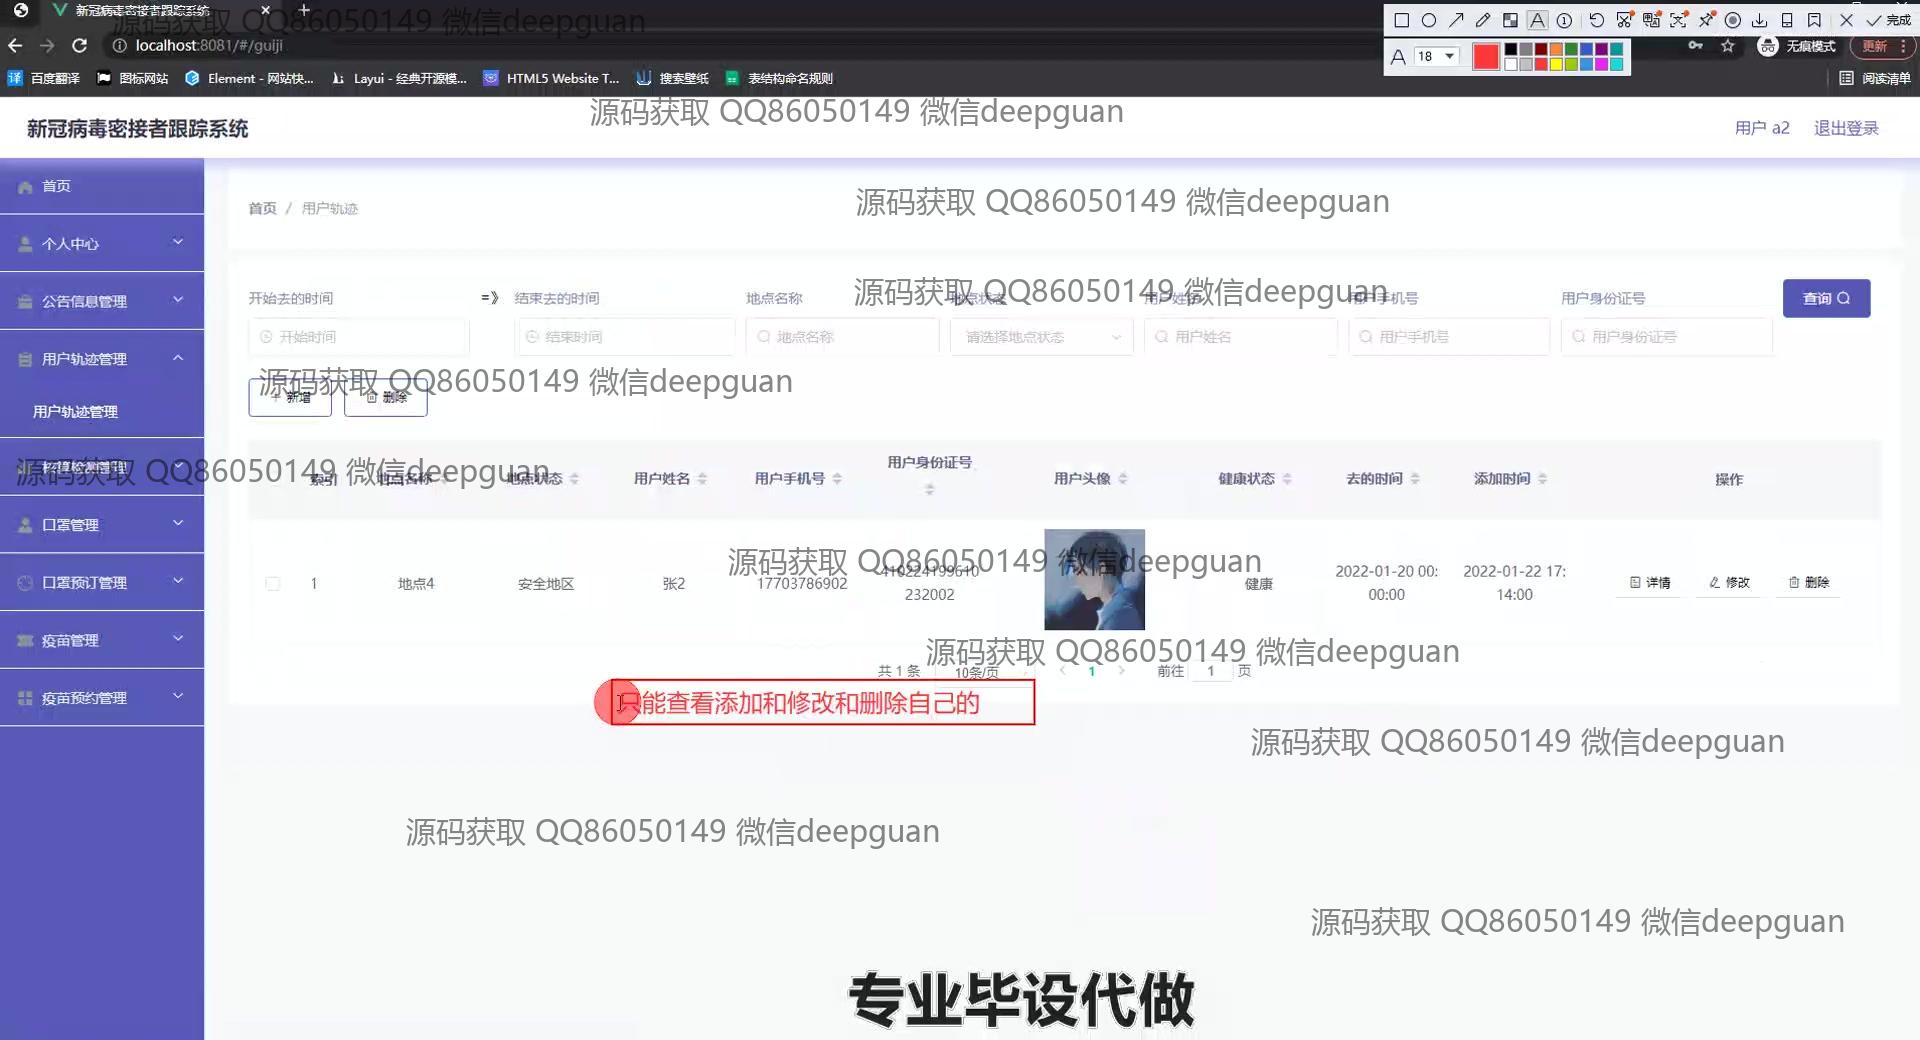 新冠病毒密接者跟踪系统
源码获取 QQ86050149 微信deepguan
18
完成
localhost:8081/#/guiji
无痕模式
更新
百度翻译
图标网站
Element - 网站快...
Layui - 经典开源模...
HTML5 Website T...
搜索壁纸
表结构命名规则
阅读清单
源码获取 QQ86050149 微信deepguan
新冠病毒密接者跟踪系统
用户 a2
退出登录
首页
个人中心
公告信息管理
用户轨迹管理
用户轨迹管理
口罩管理
口罩预订管理
疫苗管理
疫苗预约管理
首页 / 用户轨迹
源码获取 QQ86050149 微信deepguan
源码获取 QQ86050149 微信deepguan
开始去的时间
=》
结束去的时间
地点名称
地点状态
用户姓名
用户手机号
用户身份证号
查询
开始时间
结束时间
地点名称
请选择地点状态
用户姓名
用户手机号
用户身份证号
源码获取 QQ86050149 微信deepguan
新增
删除
源码获取 QQ86050149 微信deepguan
索引
地点名称
地点状态
用户姓名
用户手机号
用户身份证号
用户头像
健康状态
去的时间
添加时间
操作
源码获取 QQ86050149 微信deepguan
1
地点4
安全地区
张2
17703786902
410224199610
232002
健康
2022-01-20 00:
00:00
2022-01-22 17:
14:00
详情
修改
删除
源码获取 QQ86050149 微信deepguan
共 1 条
10条/页
1
前往 1 页
只能查看添加和修改和删除自己的
源码获取 QQ86050149 微信deepguan
源码获取 QQ86050149 微信deepguan
源码获取 QQ86050149 微信deepguan
专业毕设代做